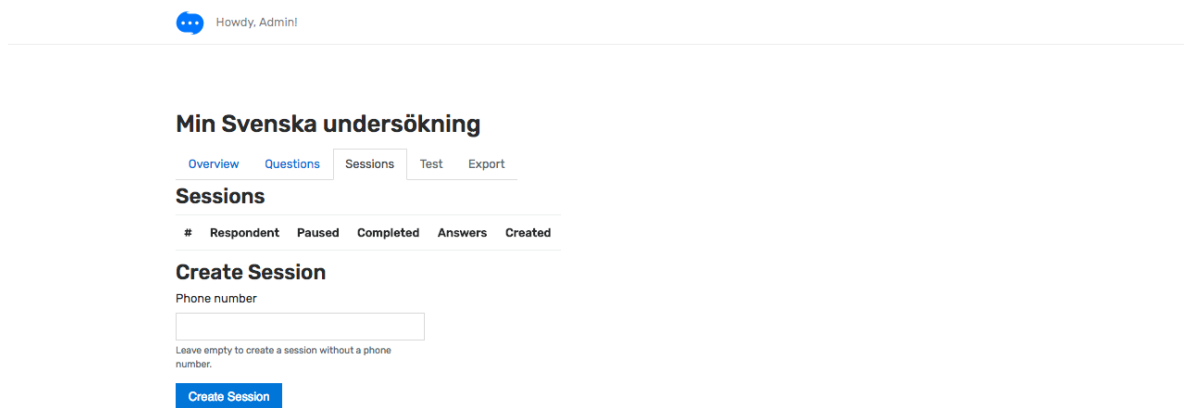 Howdy, Admin!
Min Svenska undersökning
Overview Questions Sessions Test Export
Sessions
# Respondent Paused Completed Answers Created
Create Session
Phone number
Leave empty to create a session without a phone
number.
Create Session